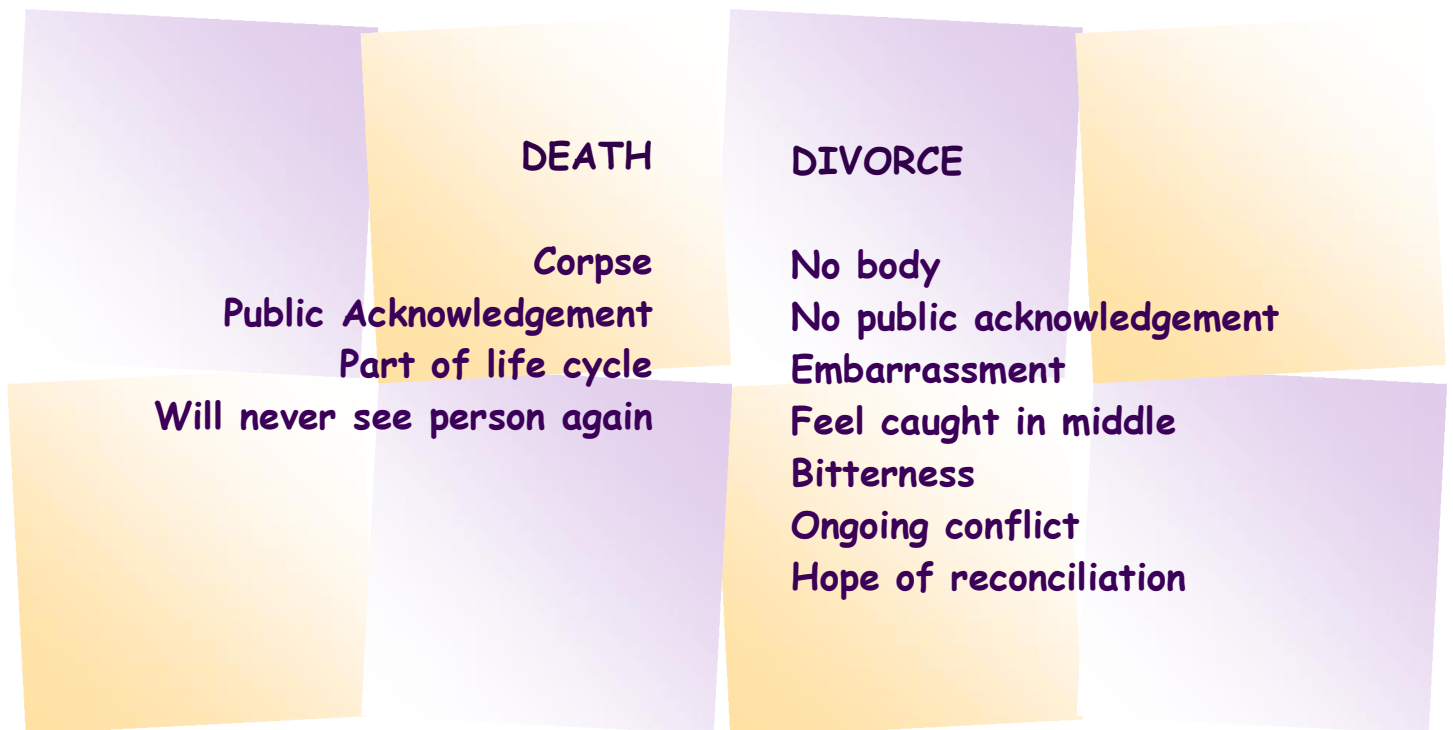 DEATH
Corpse
Public Acknowledgement
Part of life cycle
Will never see person again
DIVORCE
No body
No public acknowledgement
Embarrassment
Feel caught in middle
Bitterness
Ongoing conflict
Hope of reconciliation